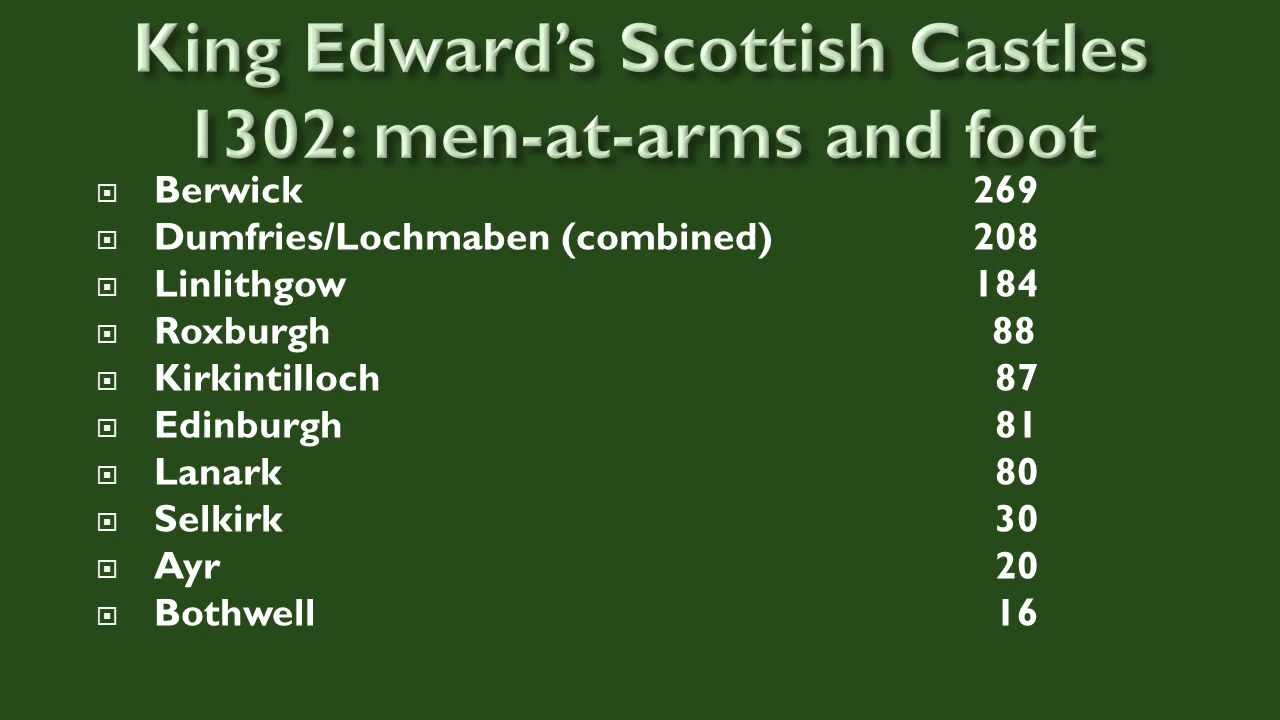 King Edward’s Scottish Castles
1302: men-at-arms and foot
Berwick 269
Dumfries/Lochmaben (combined) 208
Linlithgow 184
Roxburgh 88
Kirkintilloch 87
Edinburgh 81
Lanark 80
Selkirk 30
Ayr 20
Bothwell 16